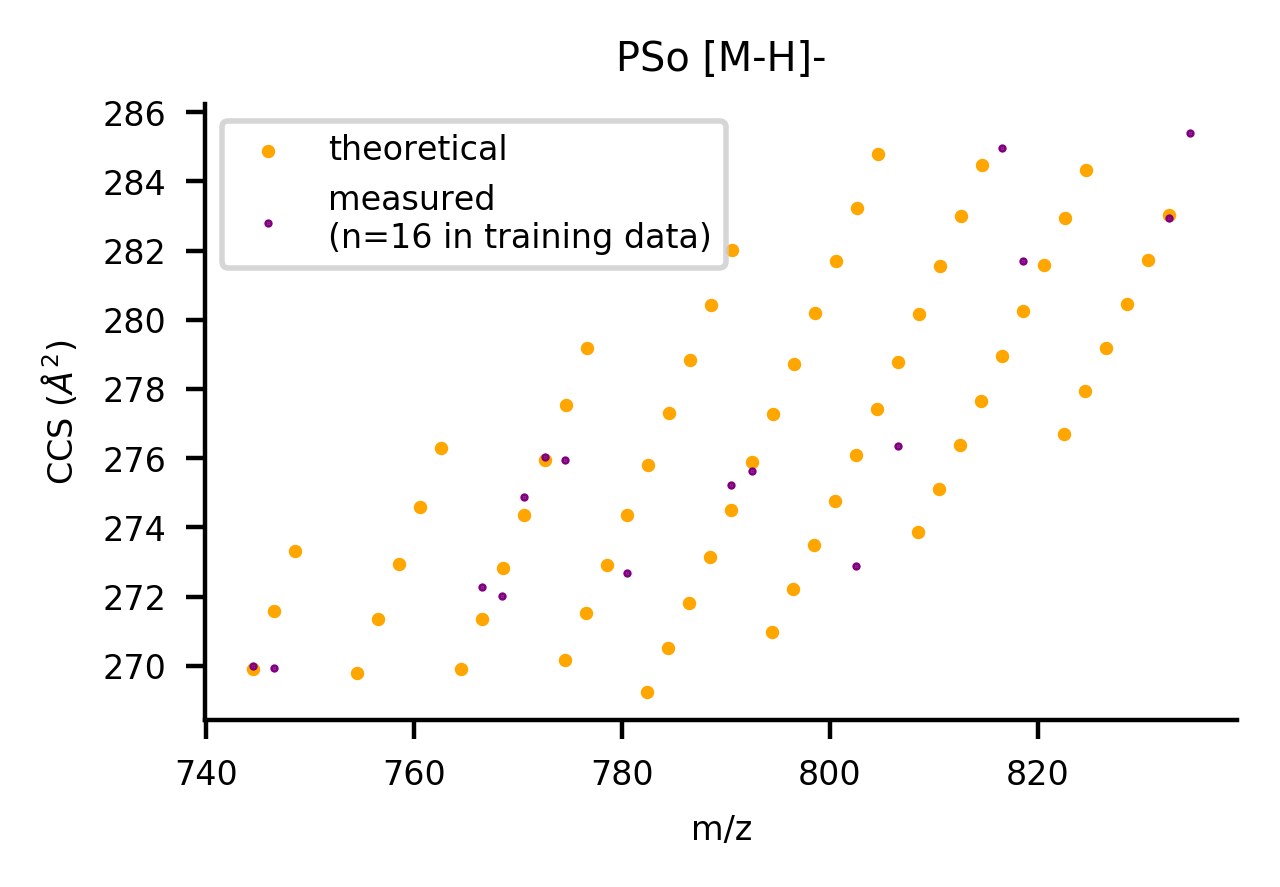 PSo [M-H]-
286
284
282
280
278
276
274
272
270
CCS (Å²)
theoretical
measured
(n=16 in training data)
740
760
780
800
820
m/z